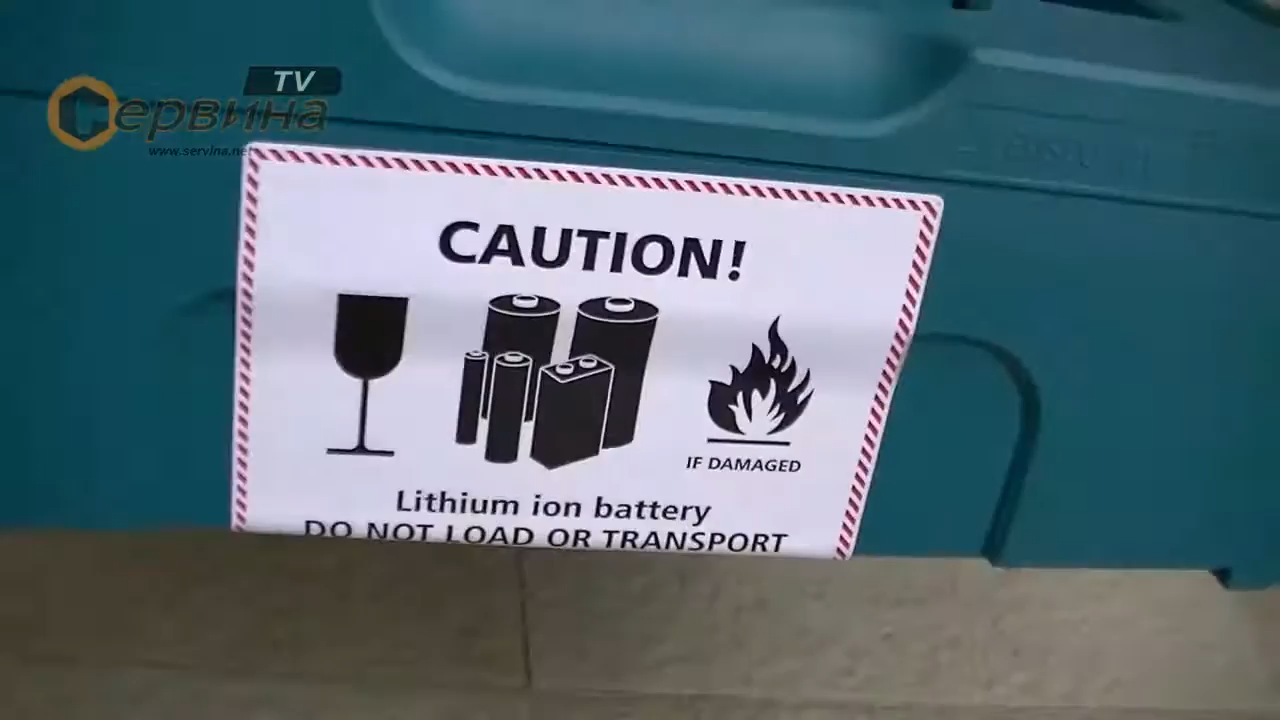 TV
Сервина
www.servina.net
CAUTION!
IF DAMAGED
Lithium ion battery
DO NOT LOAD OR TRANSPORT